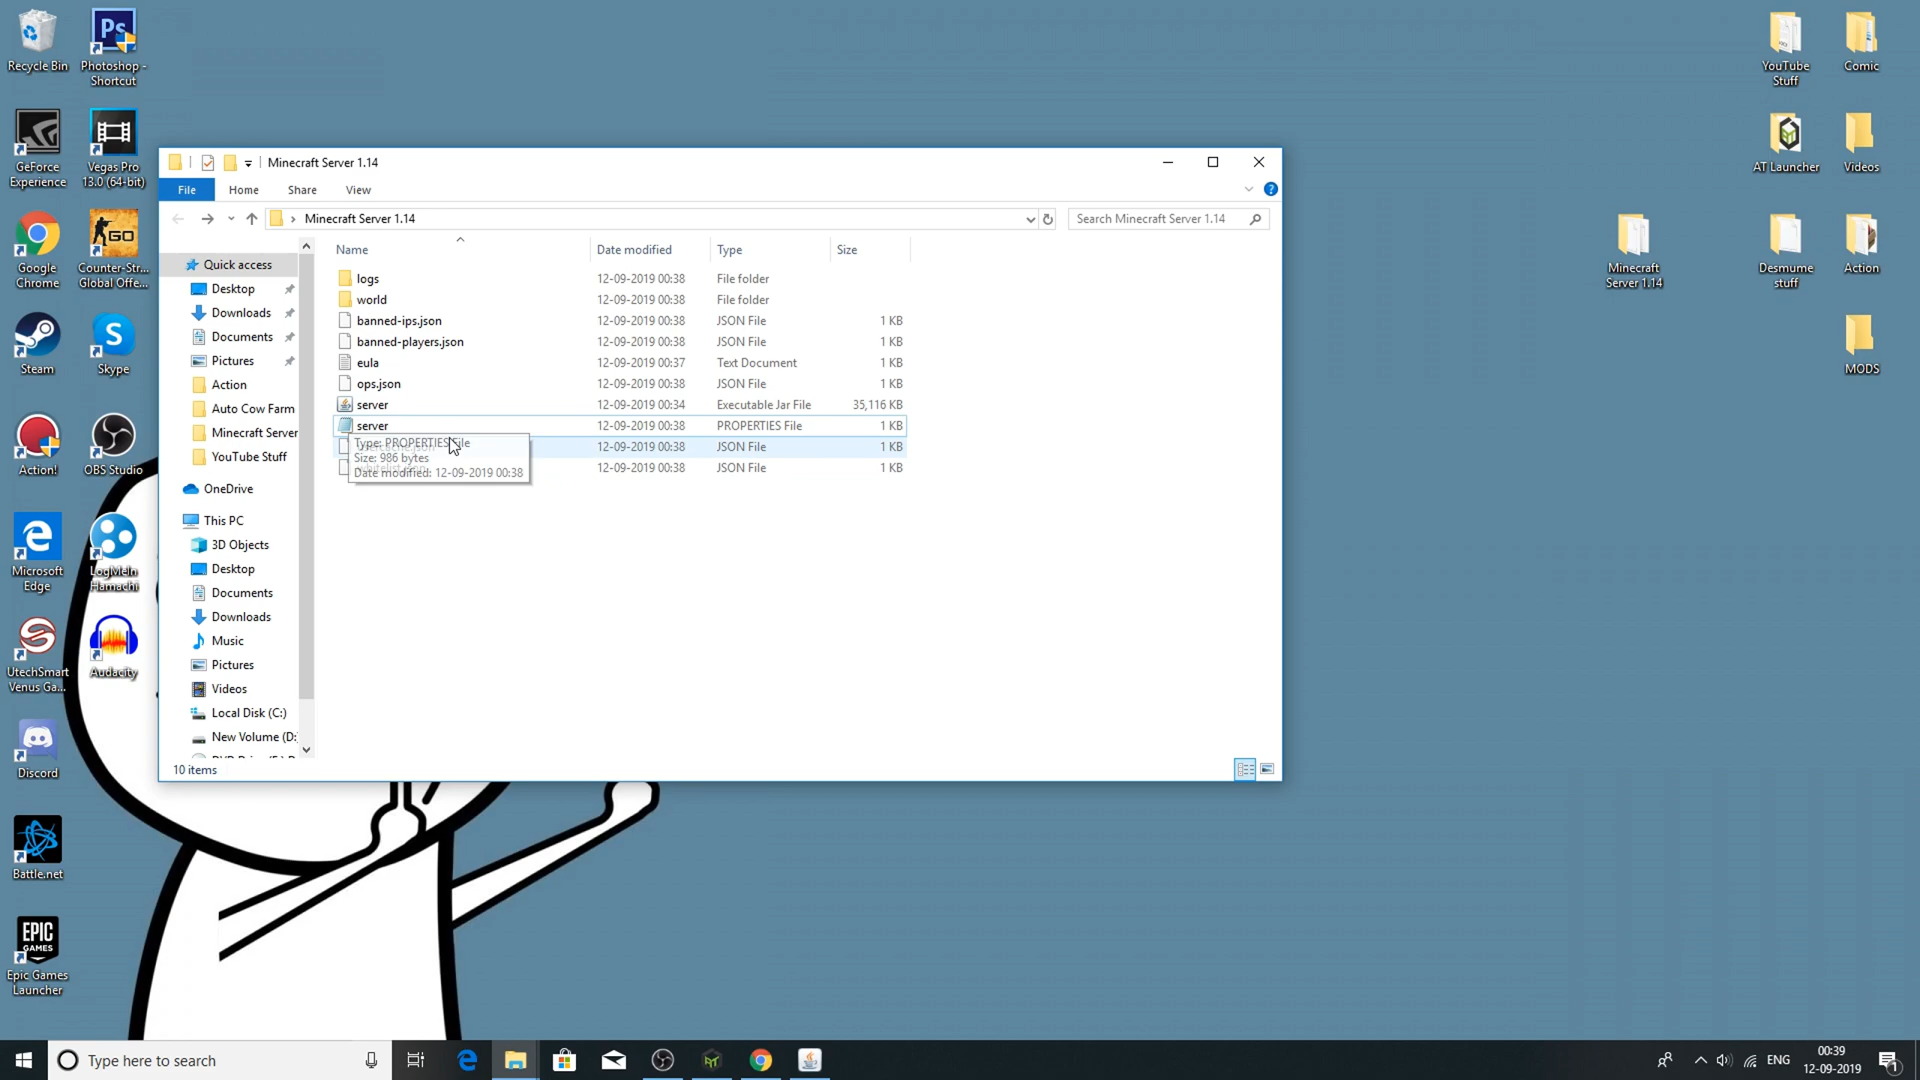 Recycle Bin
Photoshop -
Shortcut
GeForce
Experience
Vegas Pro
13.0 (64-bit)
Google
Chrome
Counter-Str...
Global Offe...
Steam
Skype
Action!
OBS Studio
Microsoft
Edge
LogMeIn
Hamachi
UtechSmart
Venus Ga...
Audacity
Discord
Battle.net
EPIC
GAMES
Epic Games
Launcher
Ps
GO
YouTube
Stuff
Comic
AT Launcher
Videos
Minecraft
Server 1.14
Desmume
stuff
Action
MODS
Minecraft Server 1.14
File
Home
Share
View
Minecraft Server 1.14
Search Minecraft Server 1.14
Quick access
Desktop
Downloads
Documents
Pictures
Action
Auto Cow Farm
Minecraft Server
YouTube Stuff
OneDrive
This PC
3D Objects
Desktop
Documents
Downloads
Music
Pictures
Videos
Local Disk (C:)
New Volume (D:
Name Date modified Type Size
logs 12-09-2019 00:38 File folder
world 12-09-2019 00:38 File folder
banned-ips.json 12-09-2019 00:38 JSON File 1 KB
banned-players.json 12-09-2019 00:38 JSON File 1 KB
eula 12-09-2019 00:37 Text Document 1 KB
ops.json 12-09-2019 00:38 JSON File 1 KB
server 12-09-2019 00:34 Executable Jar File 35,116 KB
server 12-09-2019 00:38 PROPERTIES File 1 KB
12-09-2019 00:38 JSON File 1 KB
12-09-2019 00:38 JSON File 1 KB
Type: PROPERTIES File
Size: 986 bytes
Date modified: 12-09-2019 00:38
10 items
Type here to search
ENG
00:39
12-09-2019
1